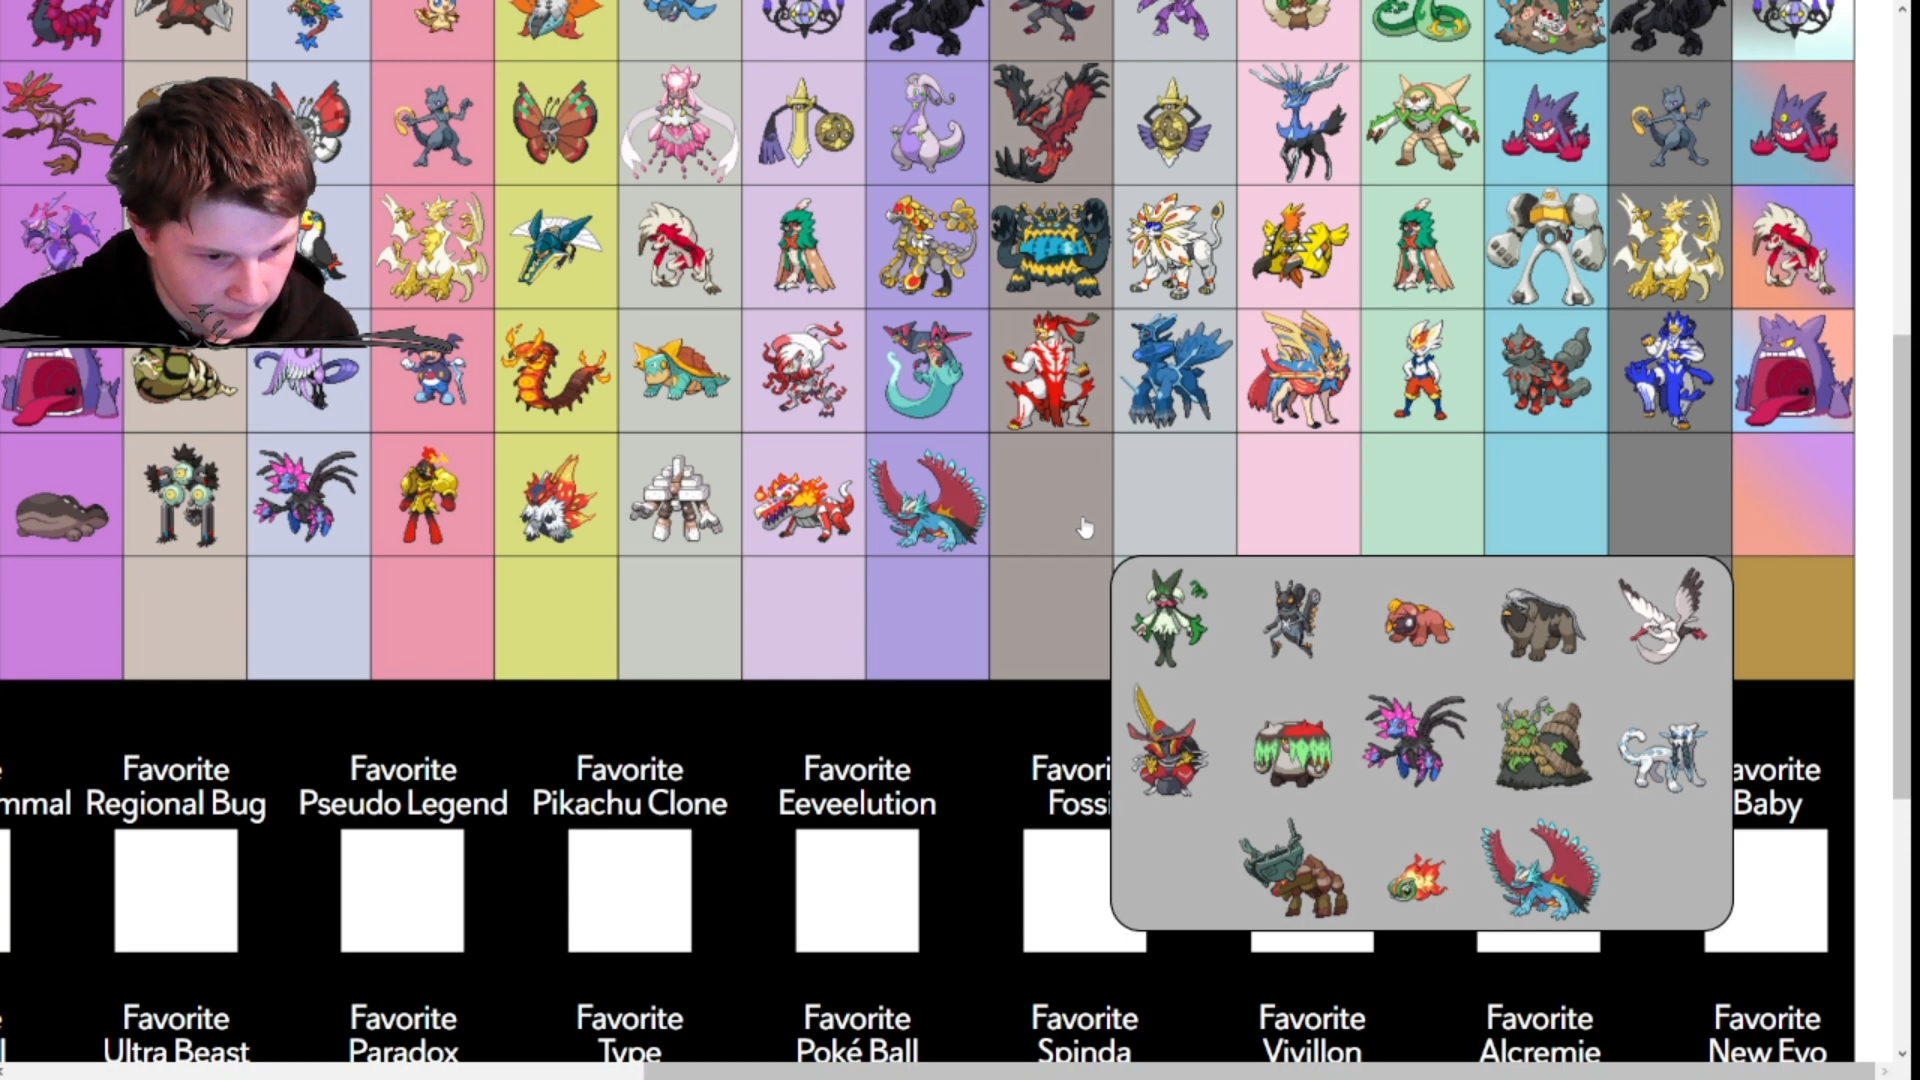 mmal
Favorite
Regional Bug
Favorite
Pseudo Legend
Favorite
Pikachu Clone
Favorite
Eeveelution
Favori
Fossi
avorite
Baby
Favorite
Ultra Beast
Favorite
Paradox
Favorite
Type
Favorite
Poké Ball
Favorite
Spinda
Favorite
Vivillon
Favorite
Alcremie
Favorite
New Evo